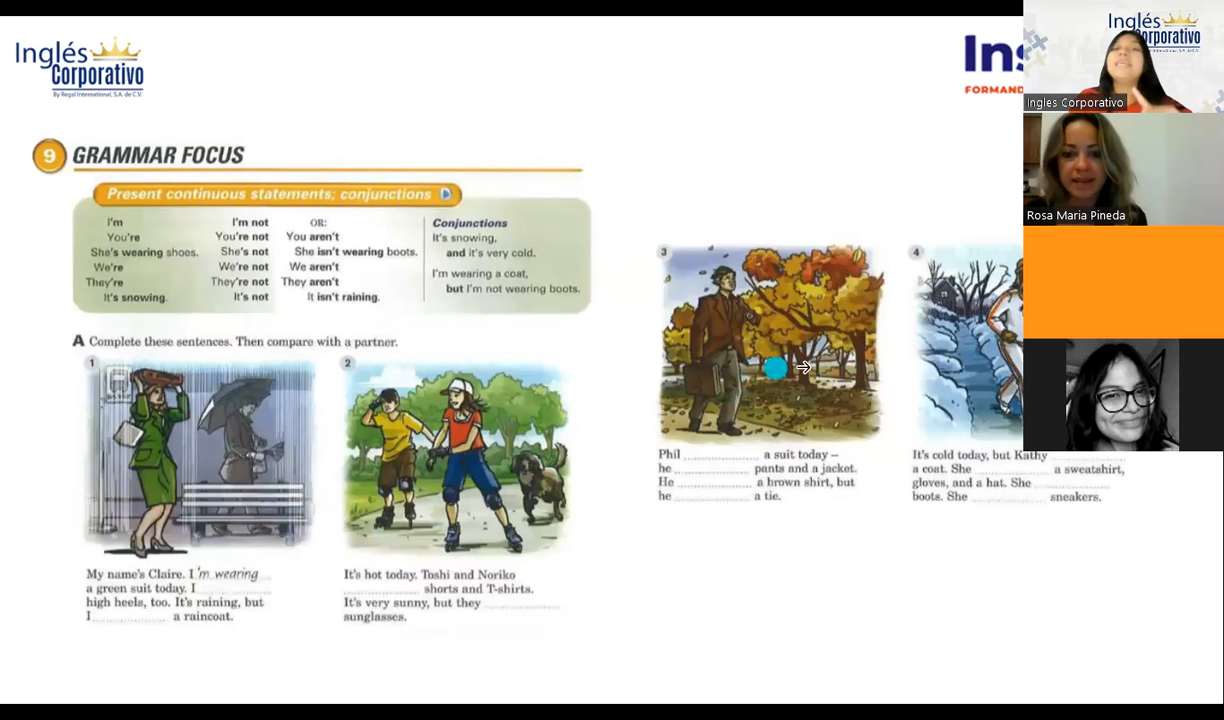 Inglés
Corporativo
By Regal International, S.A. de C.V.
Ins
FORMAND
Inglés
Corporativo
Ingles Corporativo
Rosa Maria Pineda
9 GRAMMAR FOCUS
Present continuous statements; conjunctions
I'm I'm not OR: Conjunctions
You're You're not You aren't It's snowing,
She's wearing shoes. She's not She isn't wearing boots. and it's very cold.
We're We're not We aren't I'm wearing a coat,
They're They're not They aren't but I'm not wearing boots.
It's snowing. It's not It isn't raining.
A Complete these sentences. Then compare with a partner.
1
2
3
4
My name's Claire. I 'm wearing
a green suit today. I ................
high heels, too. It's raining, but
I ................ a raincoat.
It's hot today. Toshi and Noriko
................ shorts and T-shirts.
It's very sunny, but they ................
sunglasses.
Phil ................ a suit today –
he ................ pants and a jacket.
He ................ a brown shirt, but
he ................ a tie.
It's cold today, but Kathy ................
a coat. She ................ a sweatshirt,
gloves, and a hat. She ................
boots. She ................ sneakers.